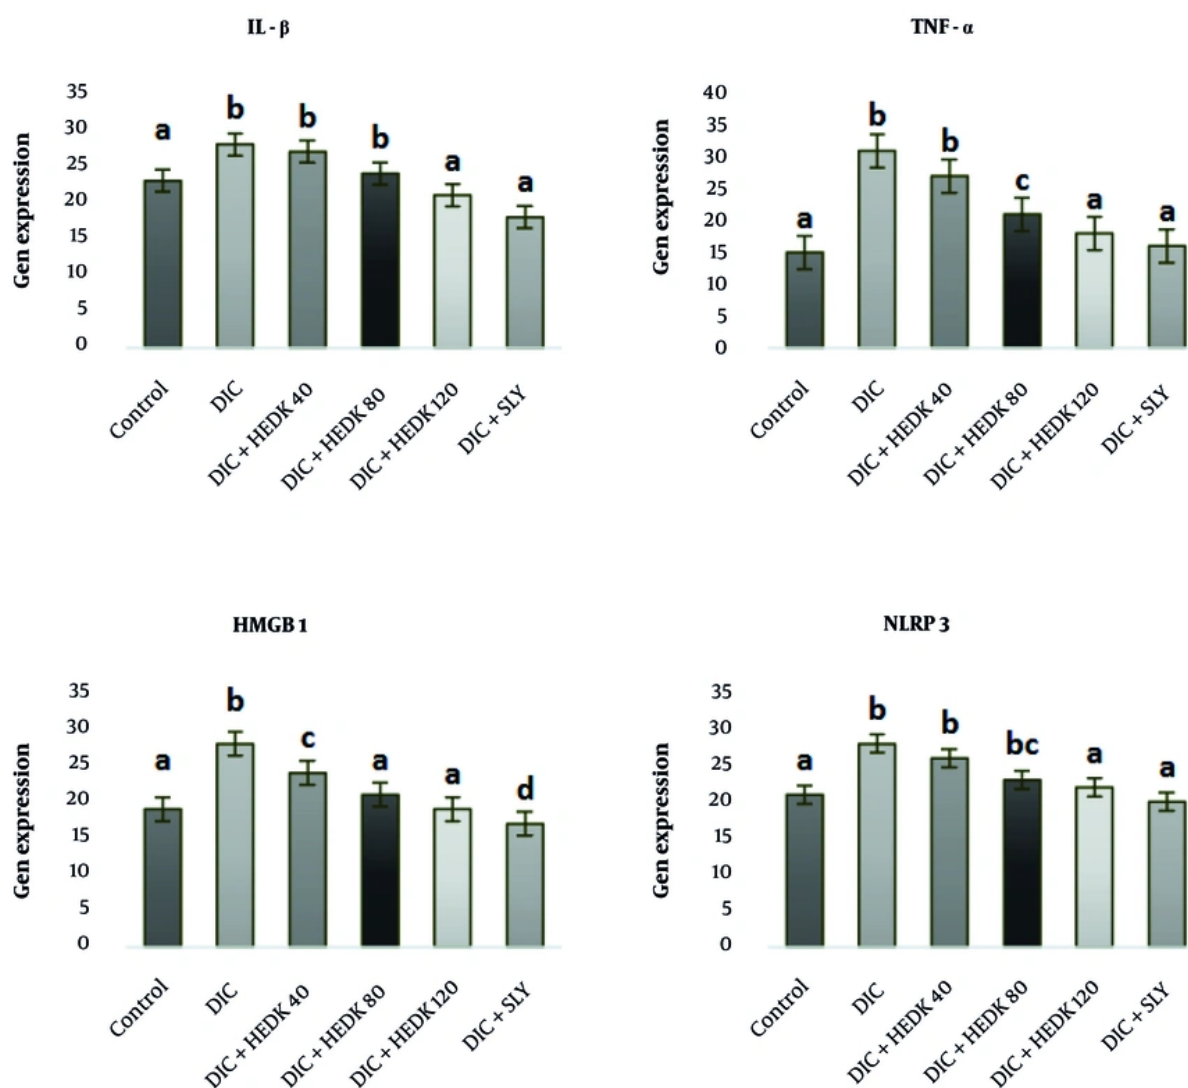 IL - β
Gen expression
35
30
25
20
15
10
5
0
a
b
b
b
a
a
Control
DIC
DIC + HEDK 40
DIC + HEDK 80
DIC + HEDK 120
DIC + SLY
TNF - α
Gen expression
40
35
30
25
20
15
10
5
0
a
b
b
c
a
a
Control
DIC
DIC + HEDK 40
DIC + HEDK 80
DIC + HEDK 120
DIC + SLY
HMGB 1
Gen expression
35
30
25
20
15
10
5
0
a
b
c
a
a
d
Control
DIC
DIC + HEDK 40
DIC + HEDK 80
DIC + HEDK 120
DIC + SLY
NLRP 3
Gen expression
35
30
25
20
15
10
5
0
a
b
b
bc
a
a
Control
DIC
DIC + HEDK 40
DIC + HEDK 80
DIC + HEDK 120
DIC + SLY